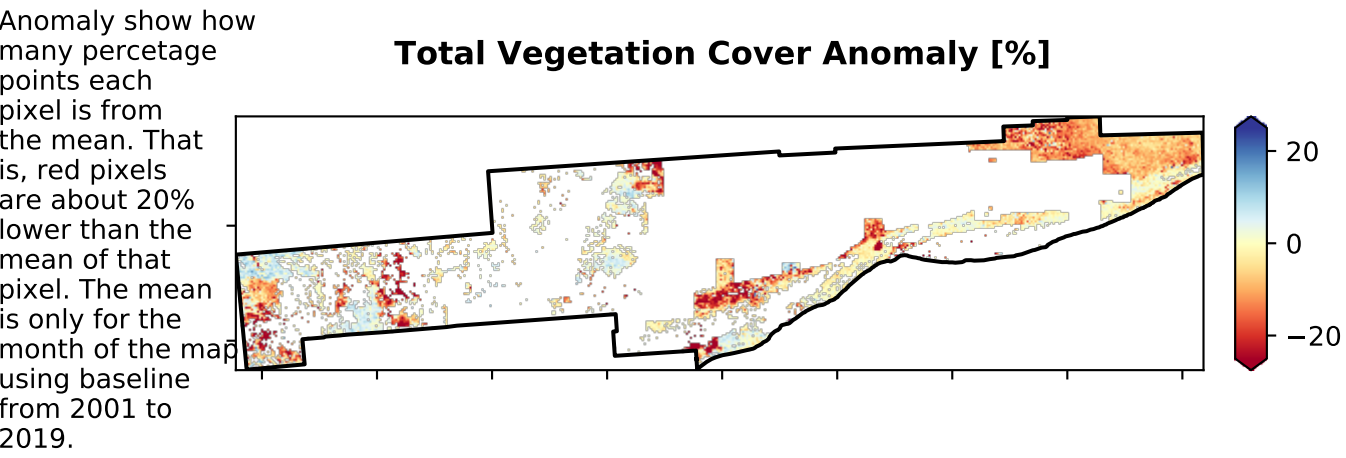 Anomaly show how
many percetage
points each
pixel is from
the mean. That
is, red pixels
are about 20%
lower than the
mean of that
pixel. The mean
is only for the
month of the map
using baseline
from 2001 to
2019.
Total Vegetation Cover Anomaly [%]
20
0
−20